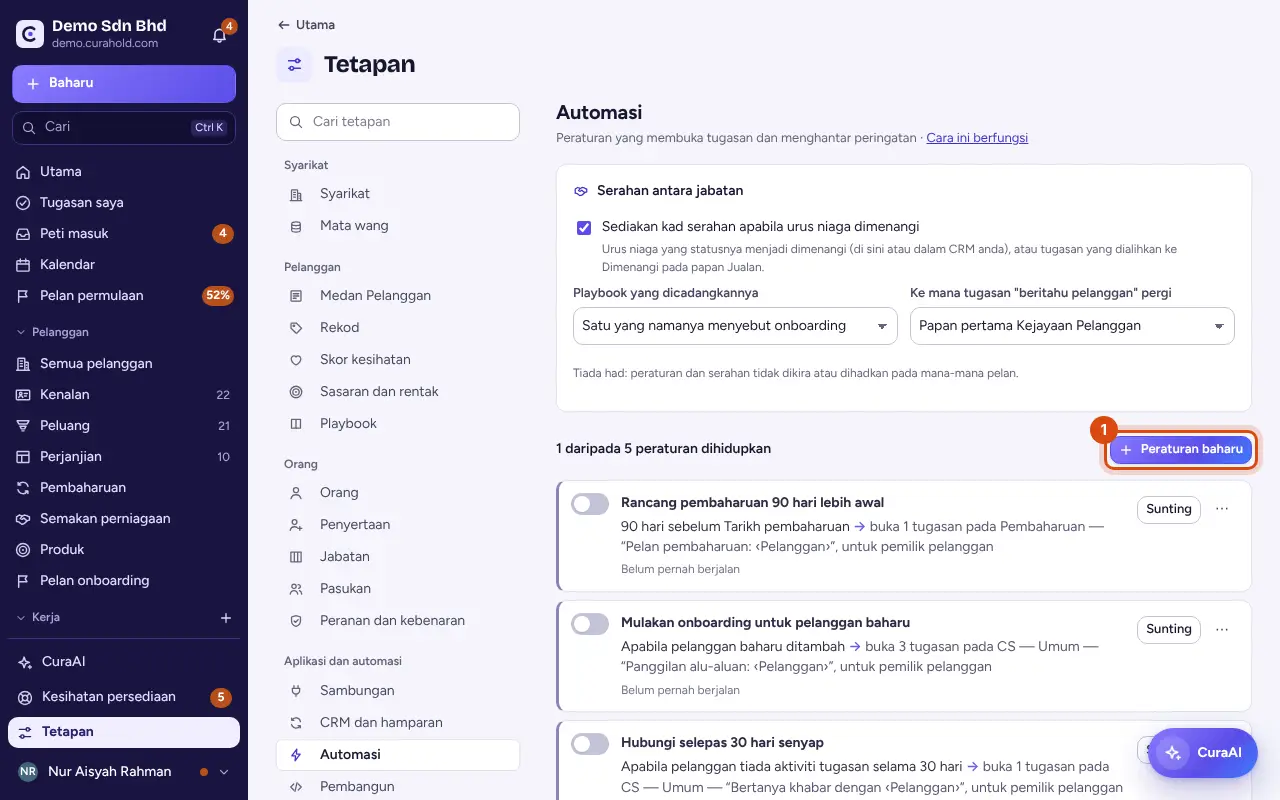 Demo Sdn Bhd
demo.curahold.com
4
Baharu
Cari
Ctrl K
Utama
Tugasan saya
Peti masuk
4
Kalendar
Pelan permulaan
52%
Pelanggan
Semua pelanggan
Kenalan
22
Peluang
21
Perjanjian
10
Pembaharuan
Semakan perniagaan
Produk
Pelan onboarding
Kerja
CuraAI
Kesihatan persediaan
5
Tetapan
NR
Nur Aisyah Rahman
← Utama
Tetapan
Cari tetapan
Syarikat
Syarikat
Mata wang
Pelanggan
Medan Pelanggan
Rekod
Skor kesihatan
Sasaran dan rentak
Playbook
Orang
Orang
Penyertaan
Jabatan
Pasukan
Peranan dan kebenaran
Aplikasi dan automasi
Sambungan
CRM dan hamparan
Automasi
Pembangun
Automasi
Peraturan yang membuka tugasan dan menghantar peringatan · Cara ini berfungsi
Serahan antara jabatan
Sediakan kad serahan apabila urus niaga dimenangi
Urus niaga yang statusnya menjadi dimenangi (di sini atau dalam CRM anda), atau tugasan yang dialihkan ke
Dimenangi pada papan Jualan.
Playbook yang dicadangkannya
Ke mana tugasan "beritahu pelanggan" pergi
Satu yang namanya menyebut onboarding
Papan pertama Kejayaan Pelanggan
Tiada had: peraturan dan serahan tidak dikira atau dihadkan pada mana-mana pelan.
1 daripada 5 peraturan dihidupkan
1
+ Peraturan baharu
Rancang pembaharuan 90 hari lebih awal
Sunting
90 hari sebelum Tarikh pembaharuan → buka 1 tugasan pada Pembaharuan —
“Pelan pembaharuan: ‹Pelanggan›”, untuk pemilik pelanggan
Belum pernah berjalan
Mulakan onboarding untuk pelanggan baharu
Sunting
Apabila pelanggan baharu ditambah → buka 3 tugasan pada CS — Umum —
“Panggilan alu-aluan: ‹Pelanggan›”, untuk pemilik pelanggan
Belum pernah berjalan
Hubungi selepas 30 hari senyap
Apabila pelanggan tiada aktiviti tugasan selama 30 hari → buka 1 tugasan pada
CS — Umum — “Bertanya khabar dengan ‹Pelanggan›”, untuk pemilik pelanggan
CuraAI